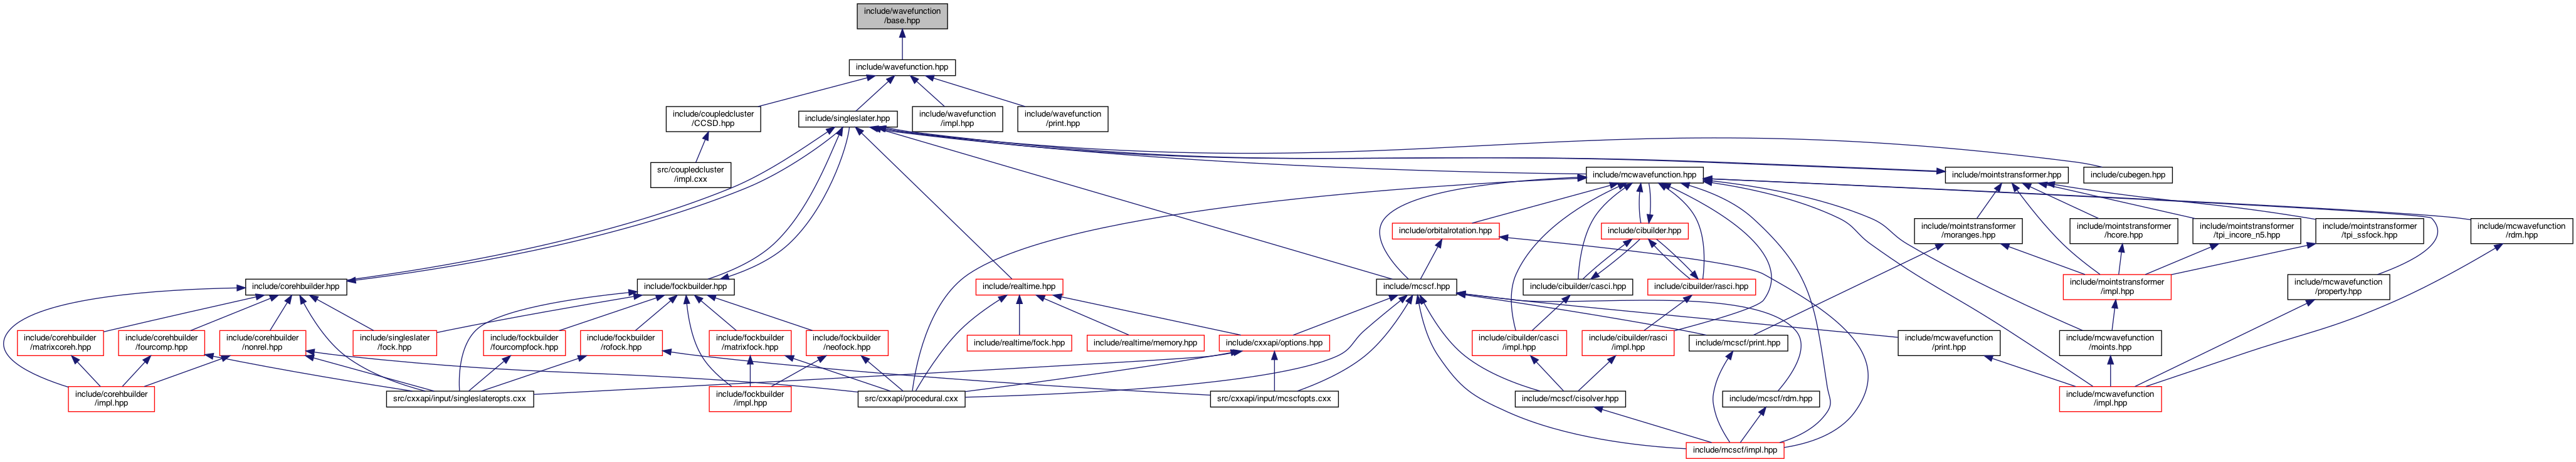 include/wavefunction
/base.hpp
include/wavefunction.hpp
include/coupledcluster
/CCSD.hpp
include/singleslater.hpp
include/wavefunction
/impl.hpp
include/wavefunction
/print.hpp
src/coupledcluster
/impl.cxx
include/mcwavefunction.hpp
include/mointstransformer.hpp
include/cubegen.hpp
include/orbitalrotation.hpp
include/cibuilder.hpp
include/mointstransformer
/moranges.hpp
include/mointstransformer
/hcore.hpp
include/mointstransformer
/tpi_incore_n5.hpp
include/mointstransformer
/tpi_ssfock.hpp
include/mcwavefunction
/rdm.hpp
include/corehbuilder.hpp
include/fockbuilder.hpp
include/realtime.hpp
include/mcscf.hpp
include/cibuilder/casci.hpp
include/cibuilder/rasci.hpp
include/mointstransformer
/impl.hpp
include/mcwavefunction
/property.hpp
include/corehbuilder
/matrixcoreh.hpp
include/corehbuilder
/fourcomp.hpp
include/corehbuilder
/nonrel.hpp
include/singleslater
/fock.hpp
include/fockbuilder
/fourcompfock.hpp
include/fockbuilder
/rofock.hpp
include/fockbuilder
/matrixfock.hpp
include/fockbuilder
/neofock.hpp
include/realtime/fock.hpp
include/realtime/memory.hpp
include/cxxapi/options.hpp
include/cibuilder/casci
/impl.hpp
include/cibuilder/rasci
/impl.hpp
include/mcscf/print.hpp
include/mcwavefunction
/print.hpp
include/mcwavefunction
/moints.hpp
include/corehbuilder
/impl.hpp
src/cxxapi/input/singleslateropts.cxx
include/fockbuilder
/impl.hpp
src/cxxapi/procedural.cxx
src/cxxapi/input/mcscfopts.cxx
include/mcscf/cisolver.hpp
include/mcscf/rdm.hpp
include/mcwavefunction
/impl.hpp
include/mcscf/impl.hpp